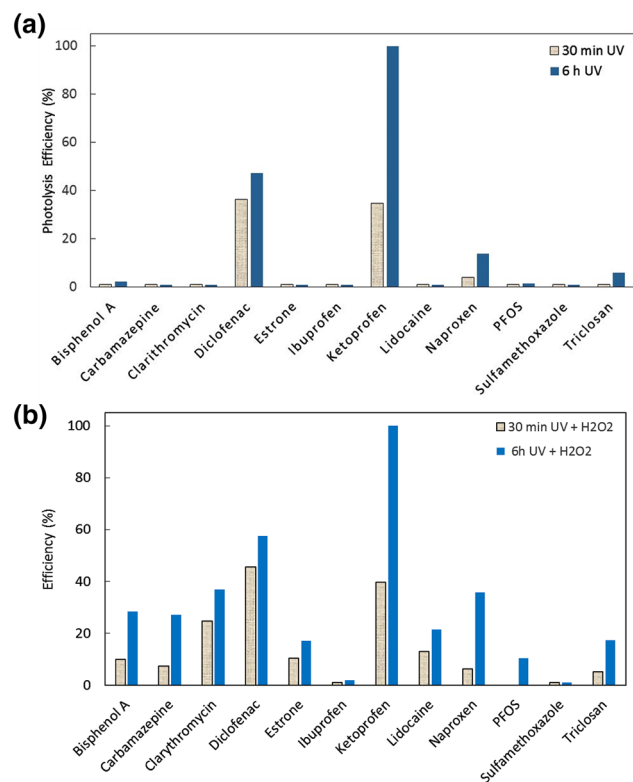 (a)
Photolysis Efficiency (%)
100
80
60
40
20
0
30 min UV
6 h UV
Bisphenol A
Carbamazepine
Clarithromycin
Diclofenac
Estrone
Ibuprofen
Ketoprofen
Lidocaine
Naproxen
PFOS
Sulfamethoxazole
Triclosan
(b)
Efficiency (%)
100
80
60
40
20
0
30 min UV + H2O2
6h UV + H2O2
Bisphenol A
Carbamazepine
Clarythromycin
Diclofenac
Estrone
Ibuprofen
Ketoprofen
Lidocaine
Naproxen
PFOS
Sulfamethoxazole
Triclosan